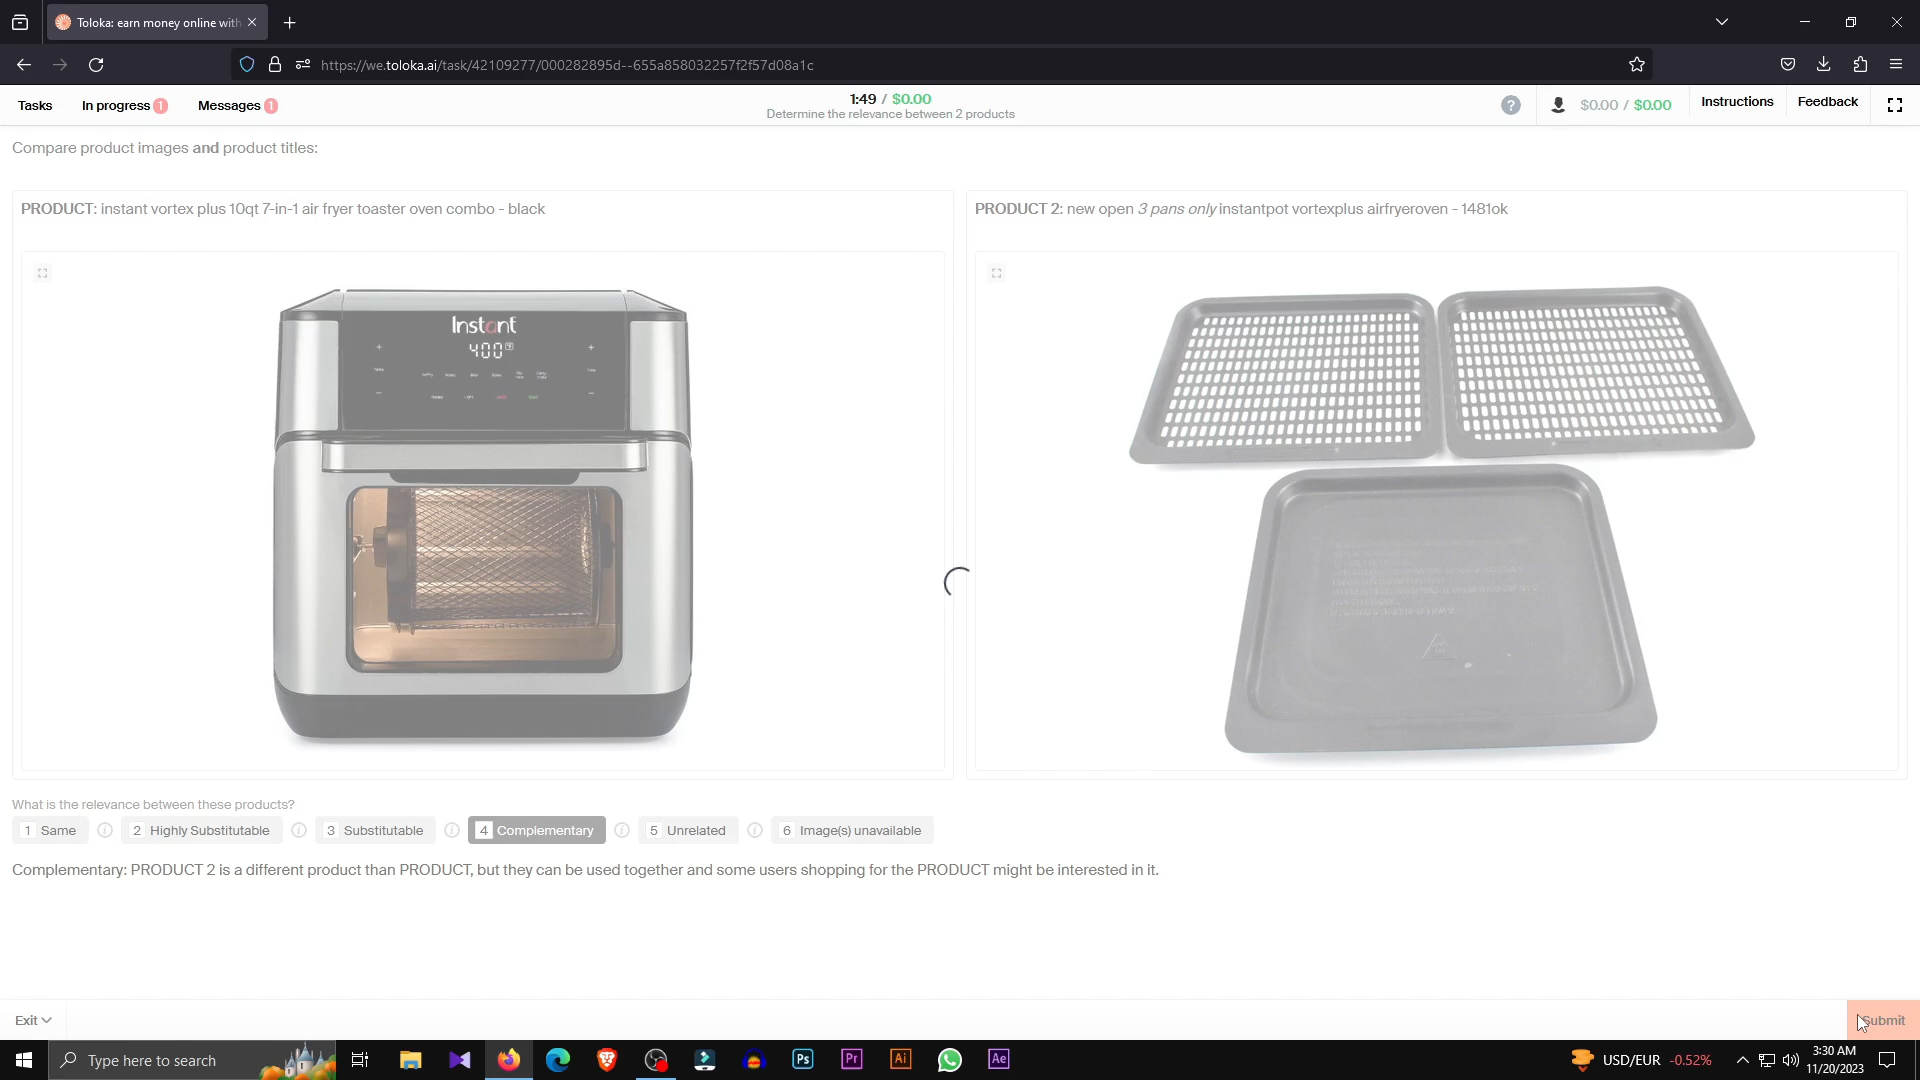 Toloka: earn money online with
https://we.toloka.ai/task/42109277/000282895d--655a858032257f2f57d08a1c
Tasks
In progress 1
Messages 1
1:49 / $0.00
Determine the relevance between 2 products
?
$0.00 / $0.00
Instructions
Feedback
Compare product images and product titles:
PRODUCT: instant vortex plus 10qt 7-in-1 air fryer toaster oven combo - black
PRODUCT 2: new open 3 pans only instantpot vortexplus airfryeroven - 1481ok
Instant
400
What is the relevance between these products?
1 Same
2 Highly Substitutable
3 Substitutable
4 Complementary
5 Unrelated
6 Image(s) unavailable
Complementary: PRODUCT 2 is a different product than PRODUCT, but they can be used together and some users shopping for the PRODUCT might be interested in it.
Exit
Submit
Type here to search
Ps
Pr
Ai
Ae
USD/EUR -0.52%
3:30 AM
11/20/2023